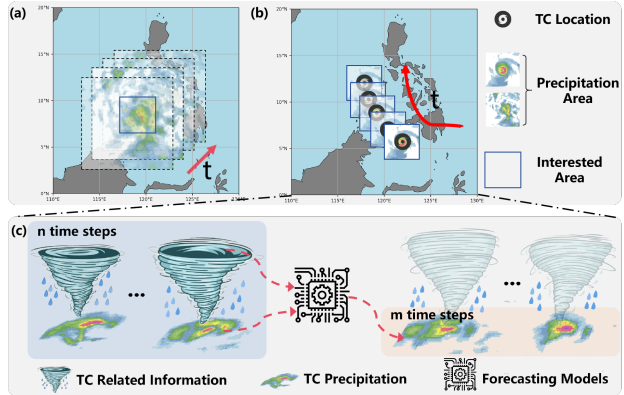 (a)
20°N
15°N
10°N
5°N
0°N
110°E
115°E
120°E
125°E
130°E
t
(b)
20°N
15°N
10°N
5°N
0°N
110°E
115°E
120°E
125°E
130°E
t
TC Location
Precipitation
Area
Interested
Area
(c)
n time steps
...
m time steps
...
TC Related Information
TC Precipitation
Forecasting Models